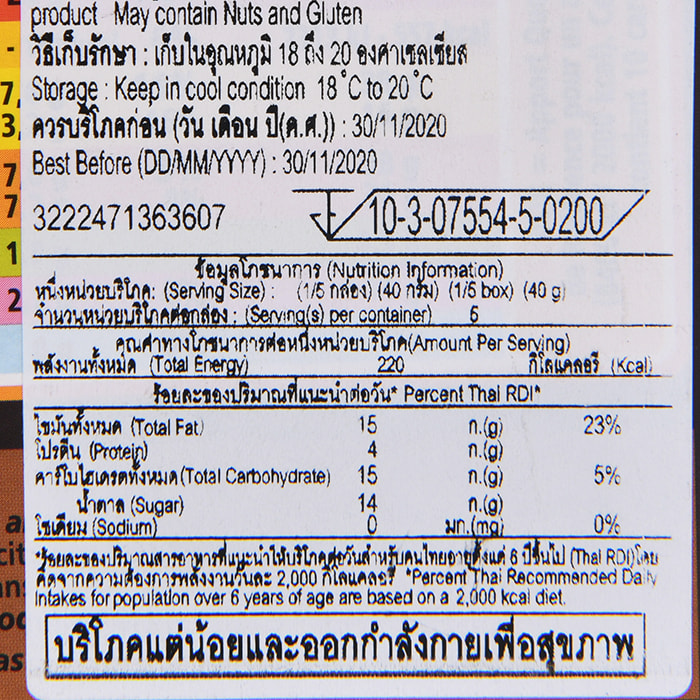 product May contain Nuts and Gluten
วิธีเก็บรักษา : เก็บในอุณหภูมิ 18 ถึง 20 องศาเซลเซียส
Storage : Keep in cool condition 18 ˚C to 20 ˚C
ควรบริโภคก่อน (วัน เดือน ปี(ค.ศ.)) : 30/11/2020
Best Before (DD/MM/YYYY) : 30/11/2020
3222471363607
10-3-07554-5-0200
ข้อมูลโภชนาการ (Nutrition Information)
หนึ่งหน่วยบริโภค: (Serving Size) : (1/5 กล่อง) (40 กรัม) (1/5 box) (40 g)
จำนวนหน่วยบริโภคต่อกล่อง : (Serving(s) per container) 5
คุณค่าทางโภชนาการต่อหนึ่งหน่วยบริโภค(Amount Per Serving)
พลังงานทั้งหมด (Total Energy) 220 กิโลแคลอรี (Kcal)
ร้อยละของปริมาณที่แนะนำต่อวัน* Percent Thai RDI*
ไขมันทั้งหมด (Total Fat) 15 ก.(g) 23%
โปรตีน (Protein) 4 ก.(g)
คาร์โบไฮเดรตทั้งหมด(Total Carbohydrate) 15 ก.(g) 5%
น้ำตาล (Sugar) 14 ก.(g)
โซเดียม (Sodium) 0 มก.(mg) 0%
*ร้อยละของปริมาณสารอาหารที่แนะนำให้บริโภคต่อวันสำหรับคนไทยอายุตั้งแต่ 6 ปีขึ้นไป (Thai RDI)โดย
คิดจากความต้องการพลังงานวันละ 2,000 กิโลแคลอรี *Percent Thai Recommended Daily
Intakes for population over 6 years of age are based on a 2,000 kcal diet.
บริโภคแต่น้อยและออกกำลังกายเพื่อสุขภาพ